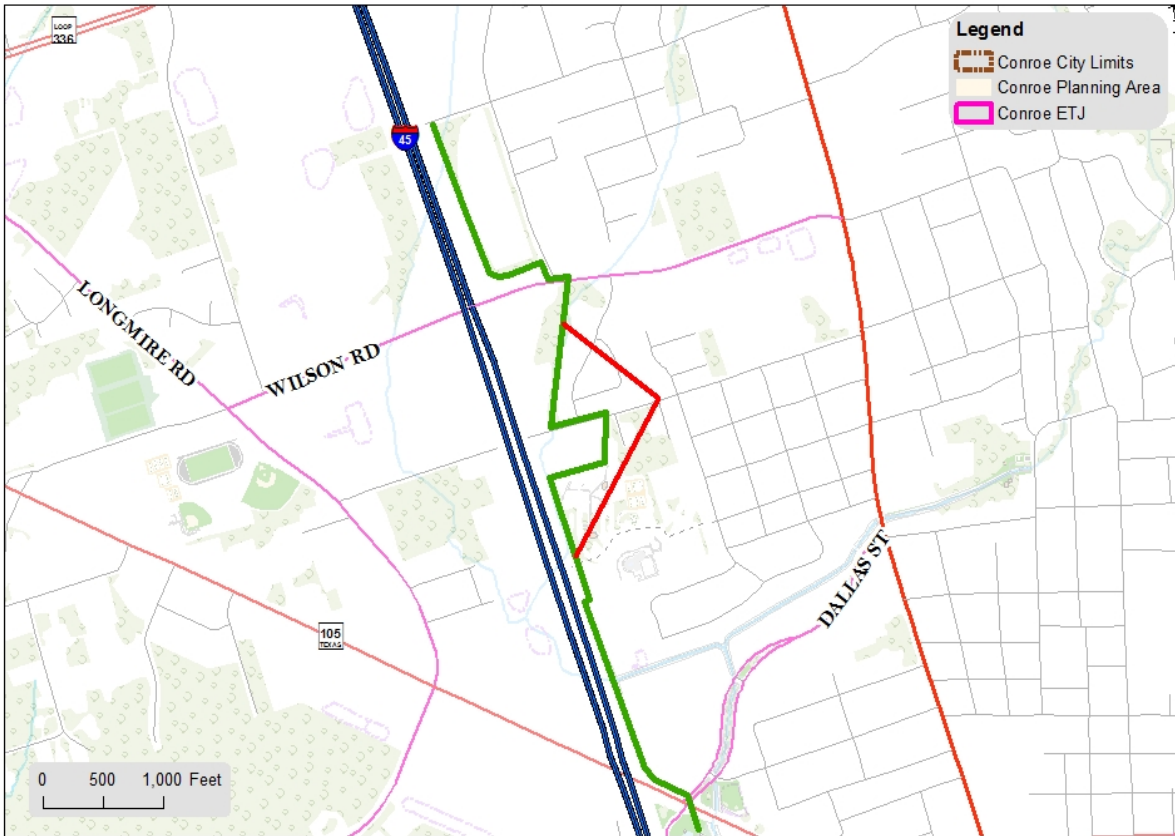 LOOP
336
Legend
Conroe City Limits
Conroe Planning Area
Conroe ETJ
45
LONGMIRE RD
WILSON RD
DALLAS ST
105
TEXAS
0 500 1,000 Feet